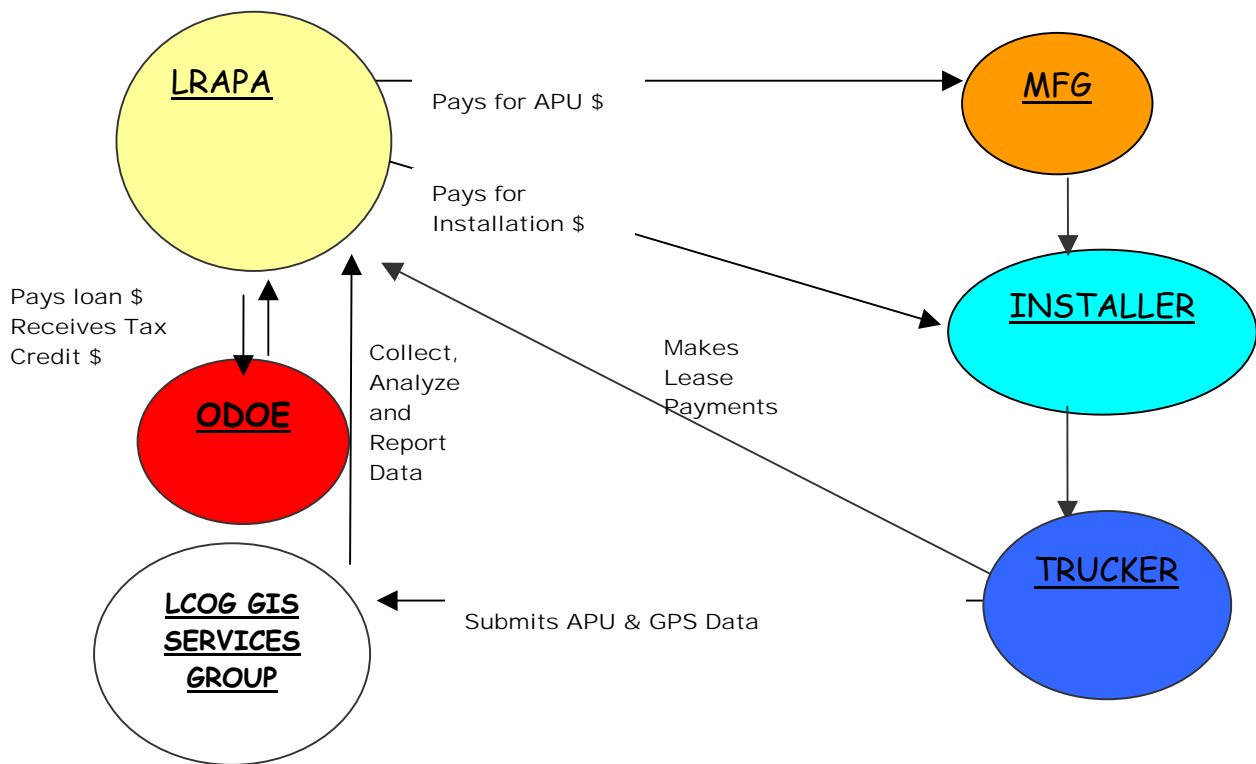 LRAPA
MFG
Pays for APU $
Pays for
Installation $
INSTALLER
Pays loan $
Receives Tax
Credit $
Collect,
Analyze
and
Report
Data
Makes
Lease
Payments
ODOE
TRUCKER
LCOG GIS
SERVICES
GROUP
Submits APU & GPS Data